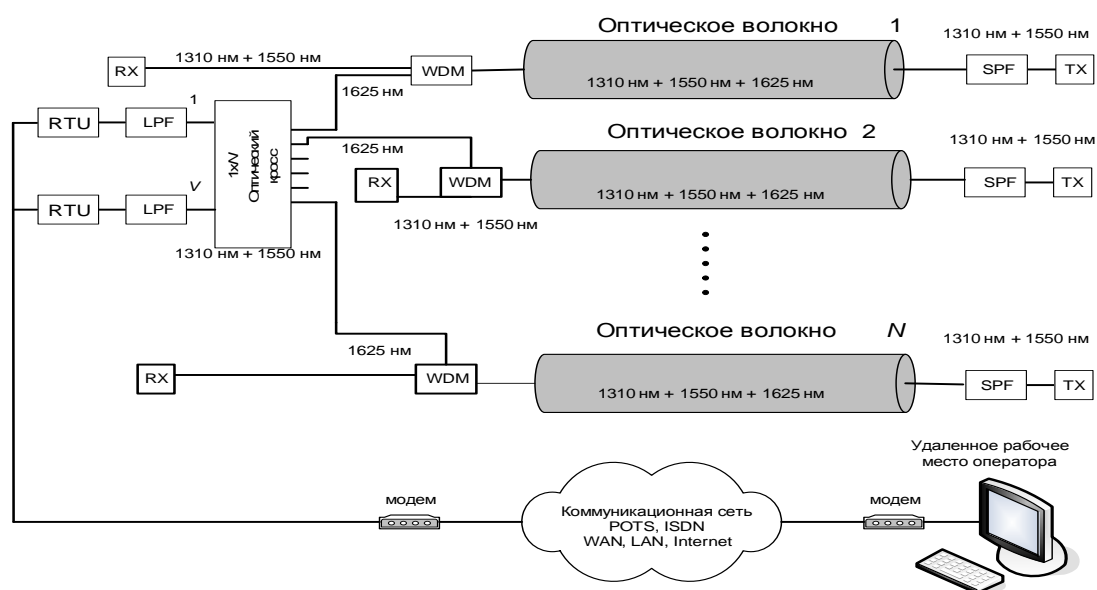 Оптическое волокно 1
1310 нм + 1550 нм
1310 нм + 1550 нм
RX
WDM
1310 нм + 1550 нм + 1625 нм
SPF
TX
1625 нм
1
RTU
LPF
1xN
Оптический
кросс
Оптическое волокно 2
1310 нм + 1550 нм
1625 нм
RX
WDM
1310 нм + 1550 нм + 1625 нм
SPF
TX
V
RTU
LPF
1310 нм + 1550 нм
1310 нм + 1550 нм
Оптическое волокно N
1310 нм + 1550 нм
1625 нм
RX
WDM
1310 нм + 1550 нм + 1625 нм
SPF
TX
Удаленное рабочее
место оператора
модем
Коммуникационная сеть
POTS, ISDN
WAN, LAN, Internet
модем